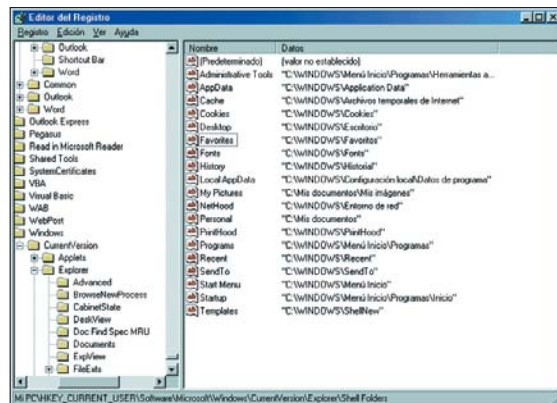 Editor del Registro
Registro Edición Ver Ayuda
Outlook
Shortcut Bar
Word
Common
Outlook
Word
Outlook Express
Pegasus
Read in Microsoft Reader
Shared Tools
SystemCertificates
VBA
Visual Basic
WAB
WebPost
Windows
CurrentVersion
Applets
Explorer
Advanced
BrowseNewProcess
CabinetState
DeskView
Doc Find Spec MRU
Documents
ExpView
FileExts
Nombre Datos
(Predeterminado) (valor no establecido)
Administrative Tools "C:\WINDOWS\Menú Inicio\Programas\Herramientas a...
AppData "C:\WINDOWS\Application Data"
Cache "C:\WINDOWS\Archivos temporales de Internet"
Cookies "C:\WINDOWS\Cookies"
Desktop "C:\WINDOWS\Escritorio"
Favorites "C:\WINDOWS\Favoritos"
Fonts "C:\WINDOWS\Fonts"
History "C:\WINDOWS\Historial"
Local AppData "C:\WINDOWS\Configuración local\Datos de programa"
My Pictures "C:\Mis documentos\Mis imágenes"
NetHood "C:\WINDOWS\Entorno de red"
Personal "C:\Mis documentos"
PrintHood "C:\WINDOWS\PrintHood"
Programs "C:\WINDOWS\Menú Inicio\Programas"
Recent "C:\WINDOWS\Recent"
SendTo "C:\WINDOWS\SendTo"
Start Menu "C:\WINDOWS\Menú Inicio"
Startup "C:\WINDOWS\Menú Inicio\Programas\Inicio"
Templates "C:\WINDOWS\ShellNew"
Mi PC\HKEY_CURRENT_USER\Software\Microsoft\Windows\CurrentVersion\Explorer\Shell Folders